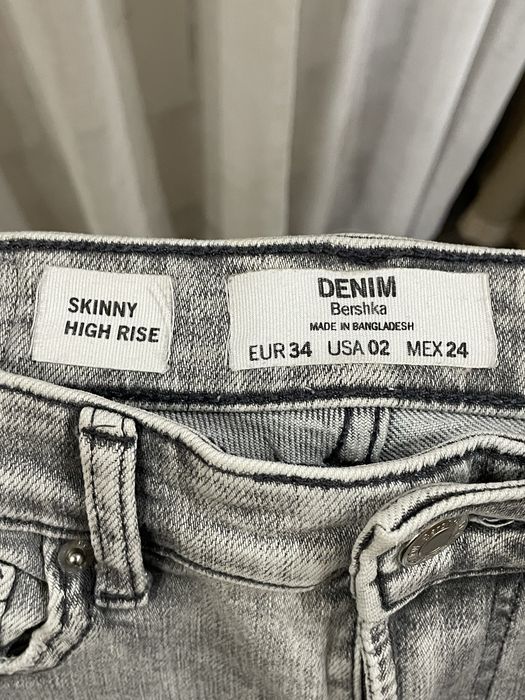 SKINNY
HIGH RISE
DENIM
Bershka
MADE IN BANGLADESH
EUR 34 USA 02 MEX 24